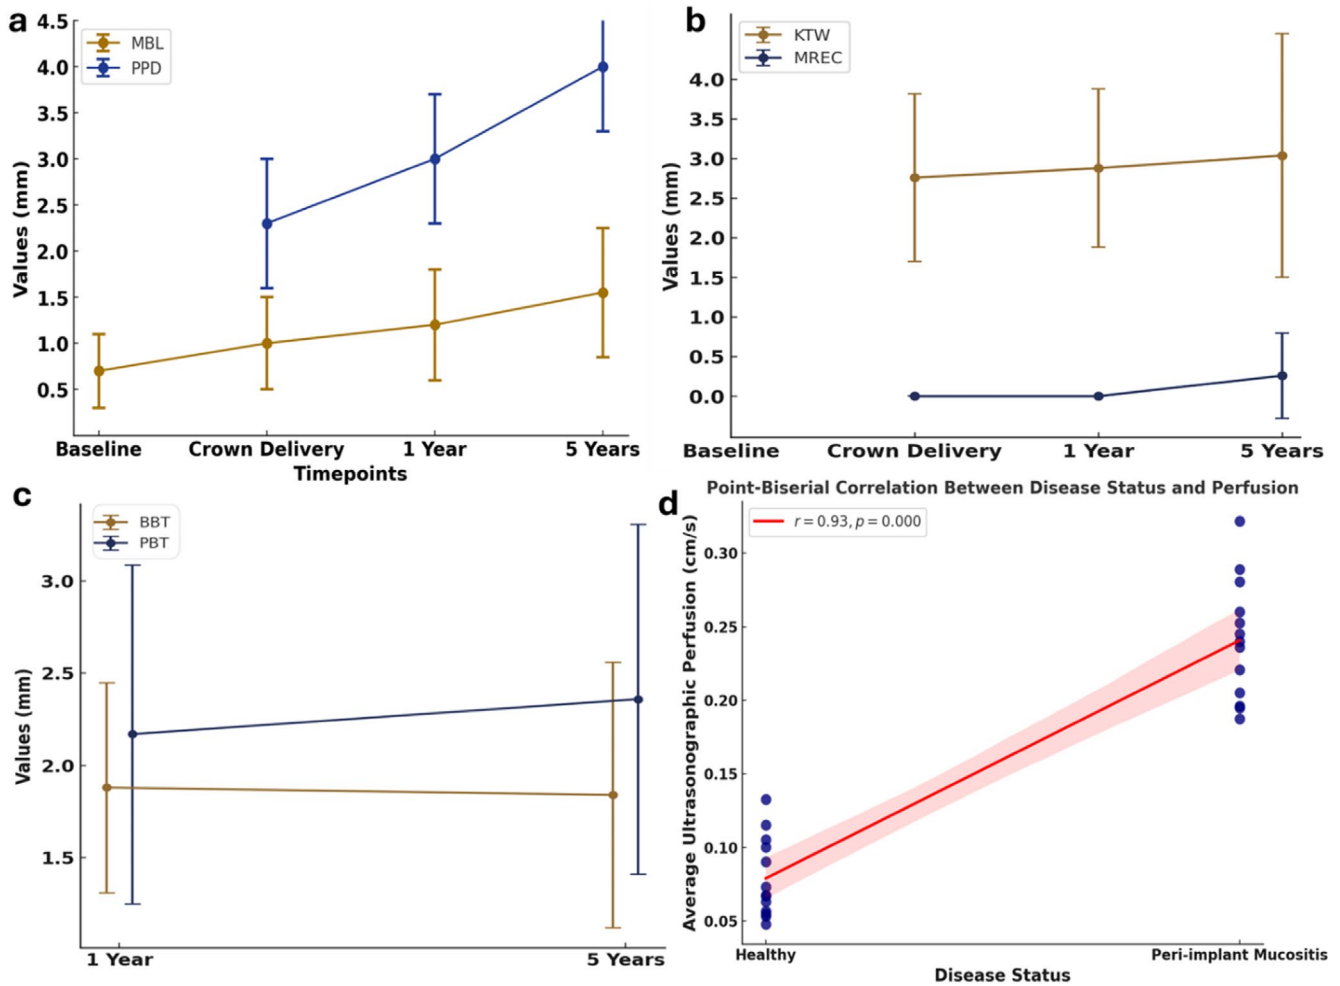 a
MBL
PPD
4.5
4.0
3.5
3.0
2.5
2.0
1.5
1.0
0.5
Values (mm)
Baseline
Crown Delivery
1 Year
5 Years
Timepoints
b
KTW
MREC
4.0
3.5
3.0
2.5
2.0
1.5
1.0
0.5
0.0
Values (mm)
Baseline
Crown Delivery
1 Year
5 Years
c
BBT
PBT
3.0
2.5
2.0
1.5
Values (mm)
1 Year
5 Years
d
Point-Biserial Correlation Between Disease Status and Perfusion
r = 0.93, p = 0.000
0.30
0.25
0.20
0.15
0.10
0.05
Average Ultrasonographic Perfusion (cm/s)
Healthy
Peri-implant Mucositis
Disease Status